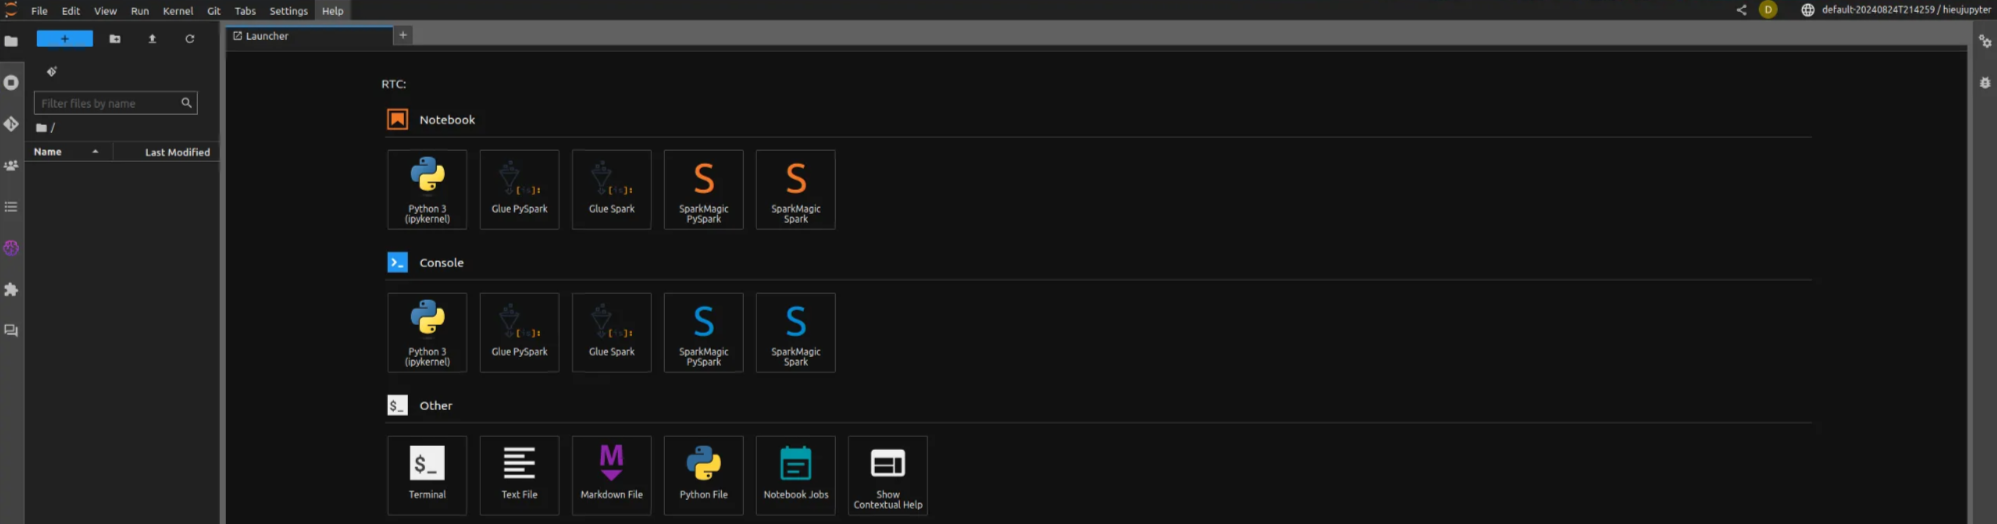 File Edit View Run Kernel Git Tabs Settings Help
D default-20240824T214259 / hieujupyter
+
Launcher +
Filter files by name
/
Name Last Modified
RTC:
Notebook
Python 3
(ipykernel)
Glue PySpark
Glue Spark
SparkMagic
PySpark
SparkMagic
Spark
Console
Python 3
(ipykernel)
Glue PySpark
Glue Spark
SparkMagic
PySpark
SparkMagic
Spark
$_ Other
Terminal
Text File
Markdown File
Python File
Notebook Jobs
Show
Contextual Help